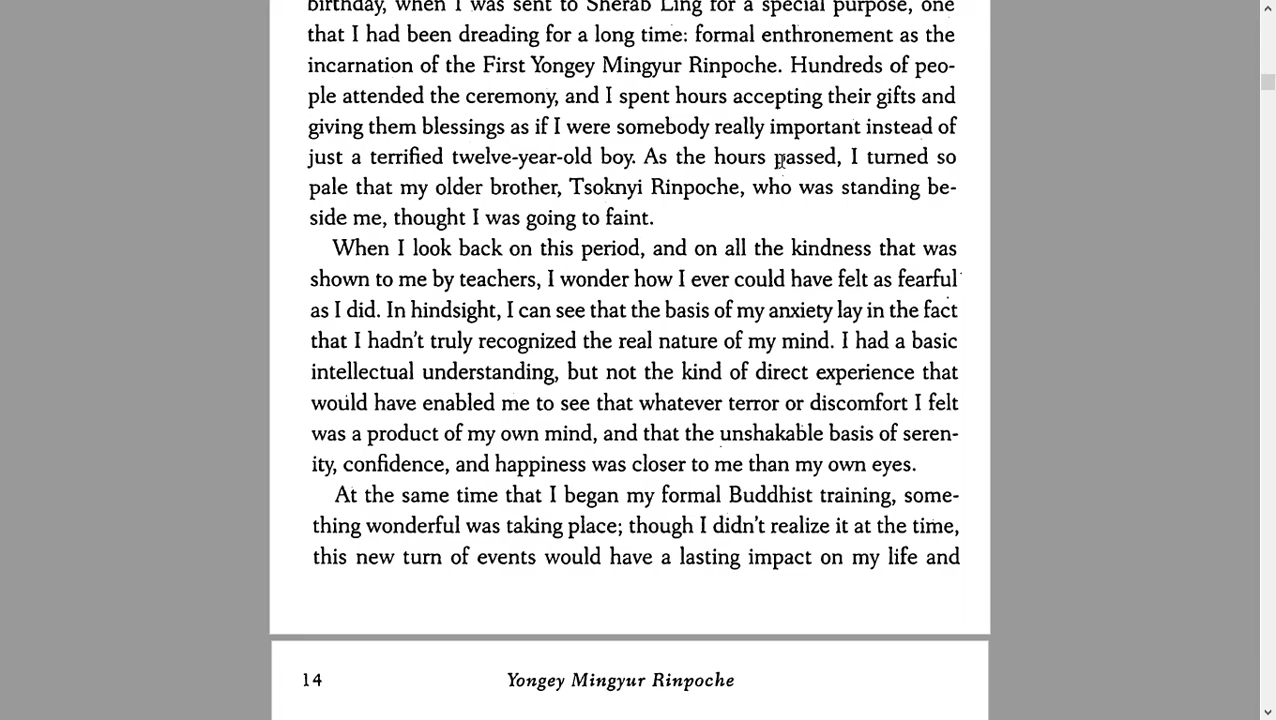 birthday, when I was sent to Sherab Ling for a special purpose, one
that I had been dreading for a long time: formal enthronement as the
incarnation of the First Yongey Mingyur Rinpoche. Hundreds of peo-
ple attended the ceremony, and I spent hours accepting their gifts and
giving them blessings as if I were somebody really important instead of
just a terrified twelve-year-old boy. As the hours passed, I turned so
pale that my older brother, Tsoknyi Rinpoche, who was standing be-
side me, thought I was going to faint.
When I look back on this period, and on all the kindness that was
shown to me by teachers, I wonder how I ever could have felt as fearful
as I did. In hindsight, I can see that the basis of my anxiety lay in the fact
that I hadn't truly recognized the real nature of my mind. I had a basic
intellectual understanding, but not the kind of direct experience that
would have enabled me to see that whatever terror or discomfort I felt
was a product of my own mind, and that the unshakable basis of seren-
ity, confidence, and happiness was closer to me than my own eyes.
At the same time that I began my formal Buddhist training, some-
thing wonderful was taking place; though I didn't realize it at the time,
this new turn of events would have a lasting impact on my life and
14 Yongey Mingyur Rinpoche